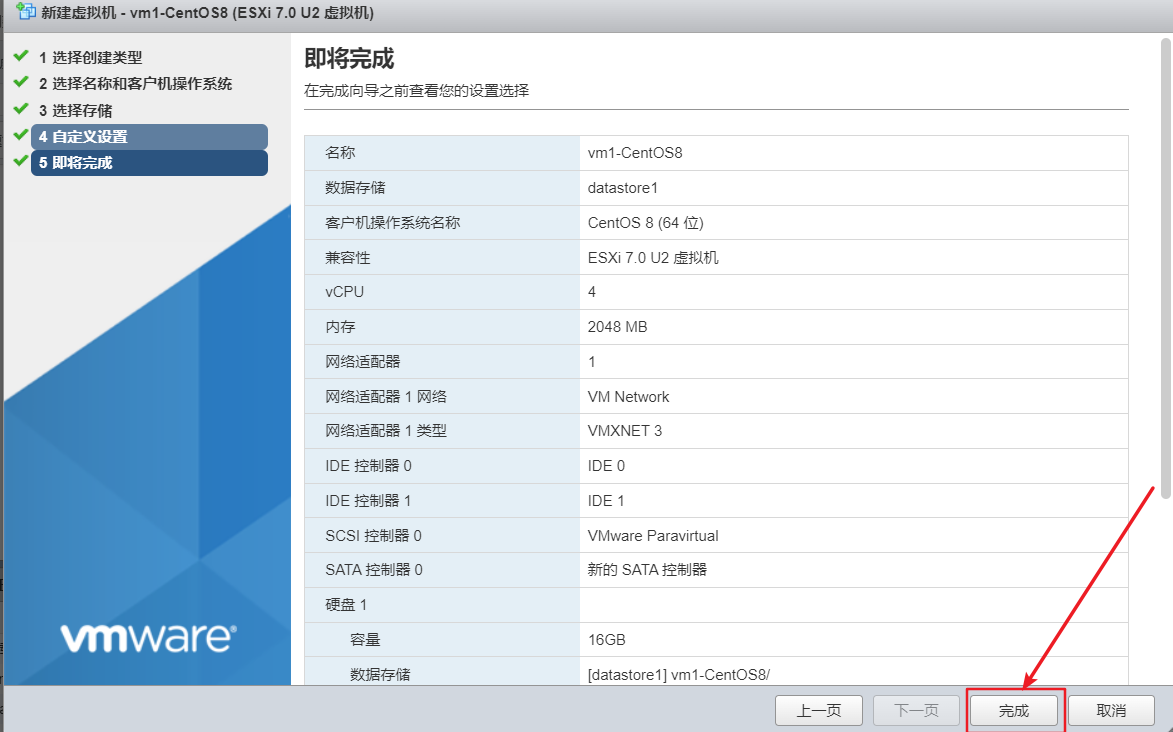 新建虚拟机 - vm1-CentOS8 (ESXi 7.0 U2 虚拟机)
1 选择创建类型
2 选择名称和客户机操作系统
3 选择存储
4 自定义设置
5 即将完成
vmware®
即将完成
在完成向导之前查看您的设置选择
名称 vm1-CentOS8
数据存储 datastore1
客户机操作系统名称 CentOS 8 (64 位)
兼容性 ESXi 7.0 U2 虚拟机
vCPU 4
内存 2048 MB
网络适配器 1
网络适配器 1 网络 VM Network
网络适配器 1 类型 VMXNET 3
IDE 控制器 0 IDE 0
IDE 控制器 1 IDE 1
SCSI 控制器 0 VMware Paravirtual
SATA 控制器 0 新的 SATA 控制器
硬盘 1
容量 16GB
数据存储 [datastore1] vm1-CentOS8/
上一页 下一页 完成 取消